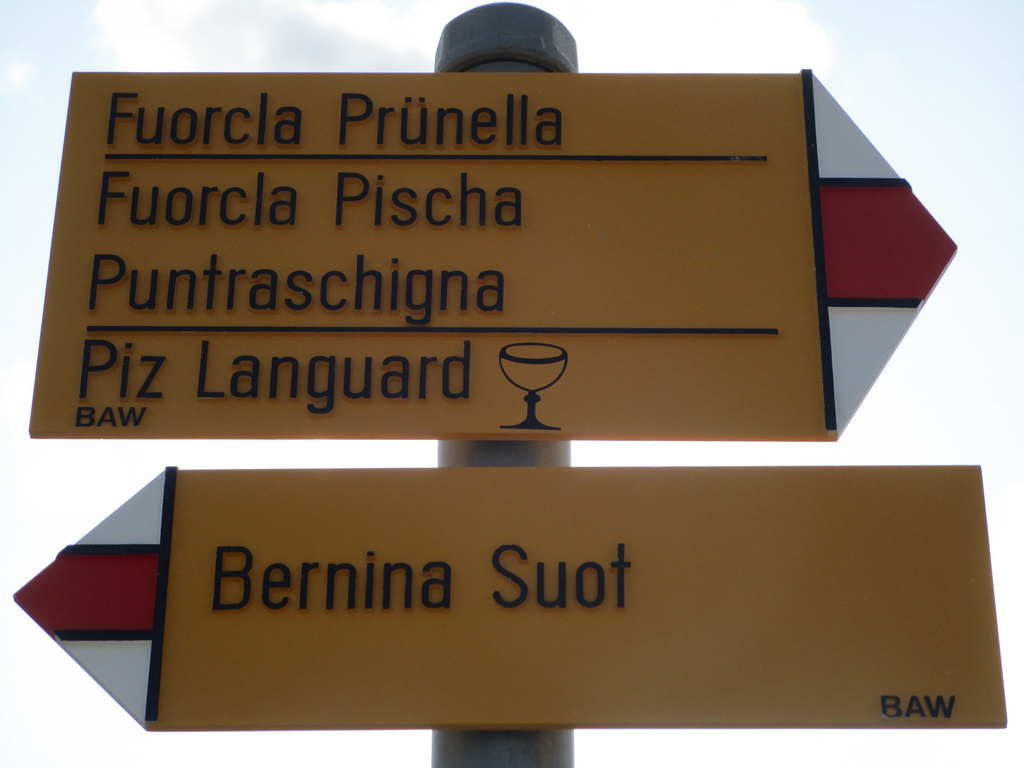 Fuorcla Prünella
Fuorcla Pischa
Puntraschigna
Piz Languard
BAW
Bernina Suot
BAW